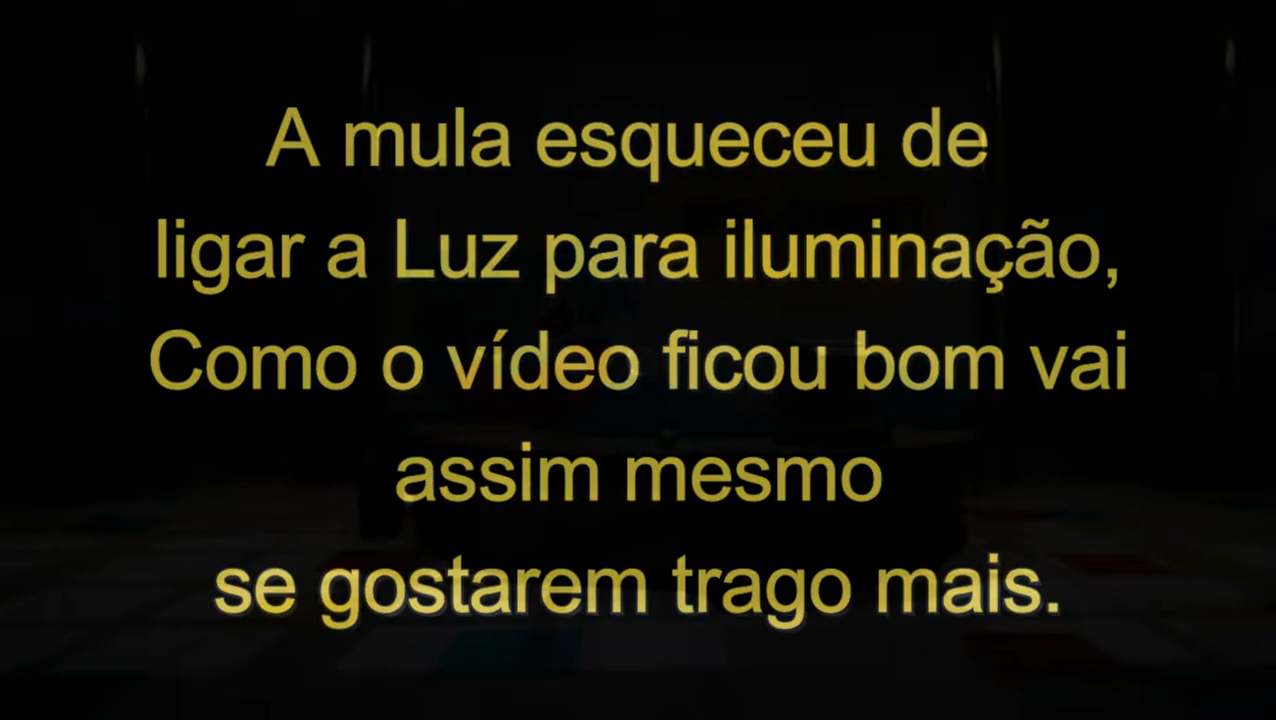 A mula esqueceu de
ligar a Luz para iluminação,
Como o vídeo ficou bom vai
assim mesmo
se gostarem trago mais.